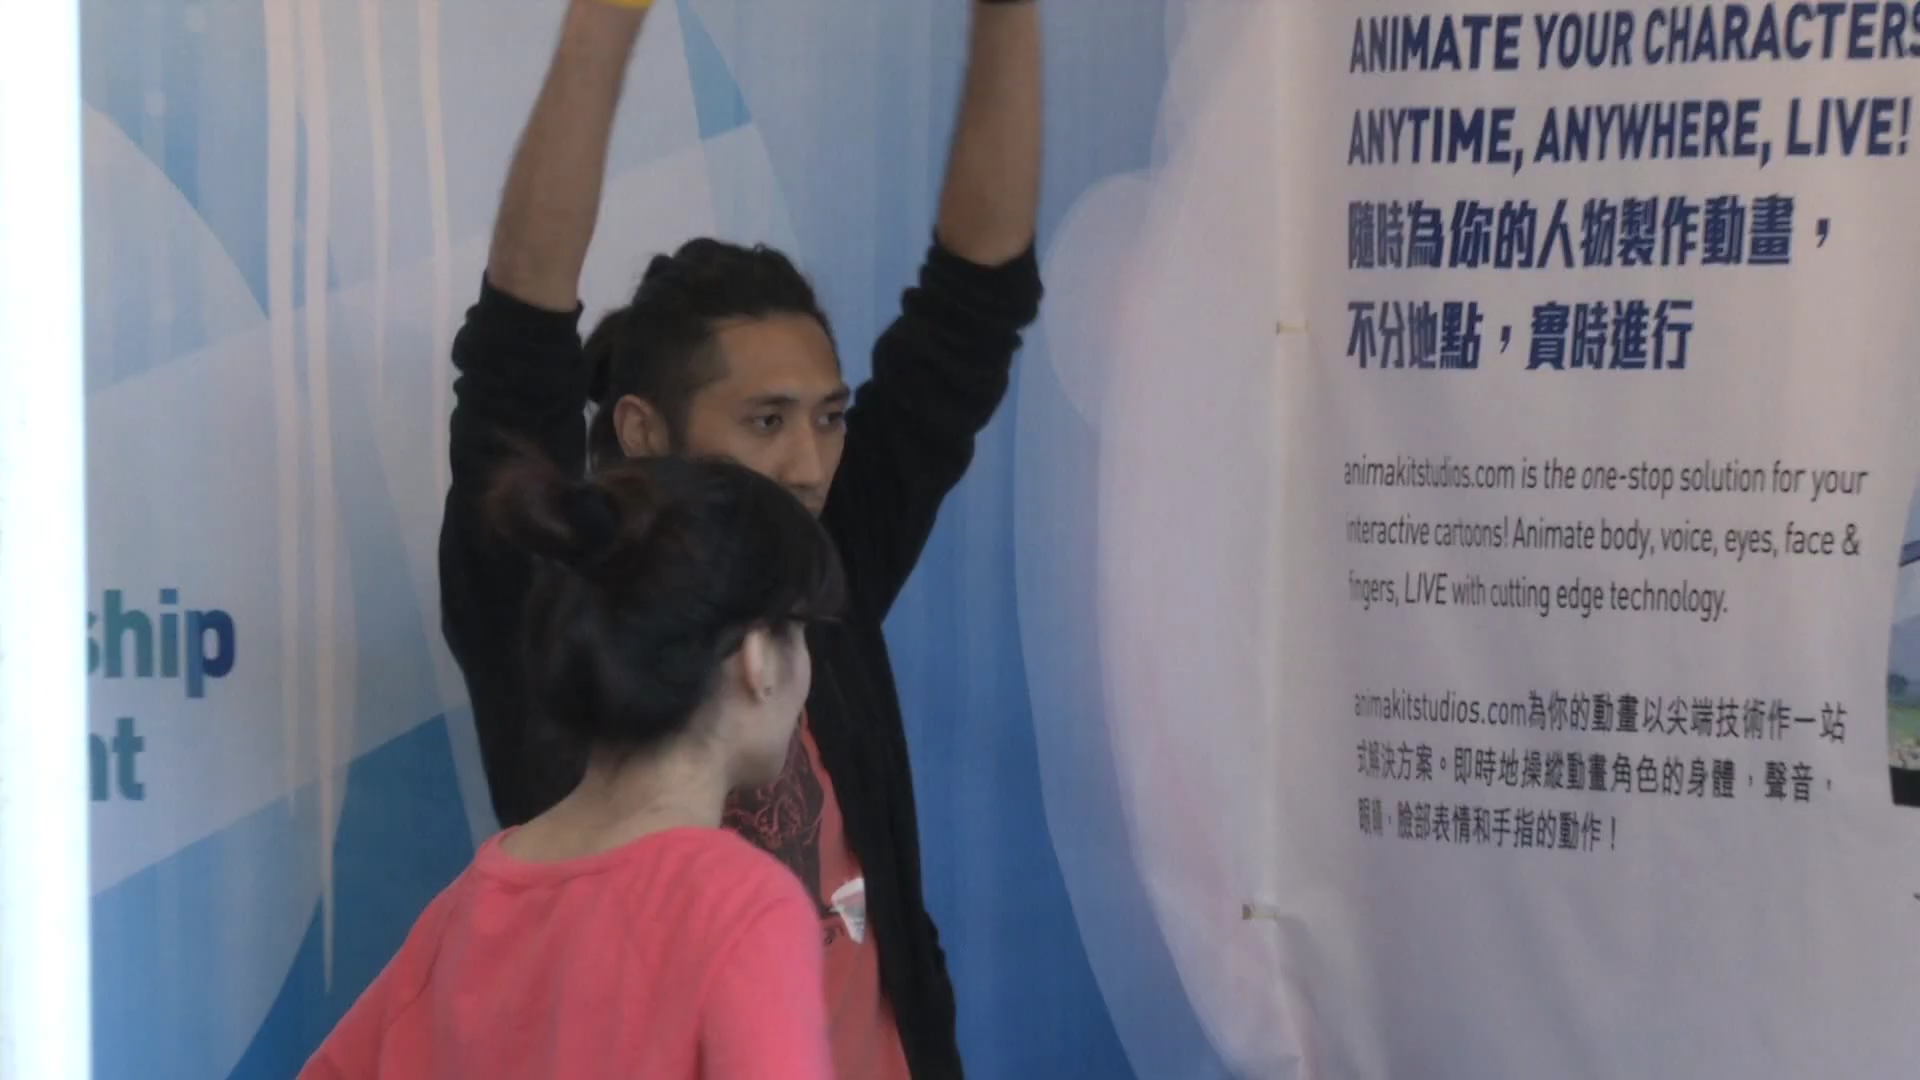 ANIMATE YOUR CHARACTERS
ANYTIME, ANYWHERE, LIVE!
隨時為你的人物製作動畫，
不分地點，實時進行
animakitstudios.com is the one-stop solution for your
interactive cartoons! Animate body, voice, eyes, face &
fingers, LIVE with cutting edge technology.
animakitstudios.com為你的動畫以尖端技術作一站
式解決方案。即時地操縱動畫角色的身體，聲音，
眼睛，臉部表情和手指的動作！
ship
nt